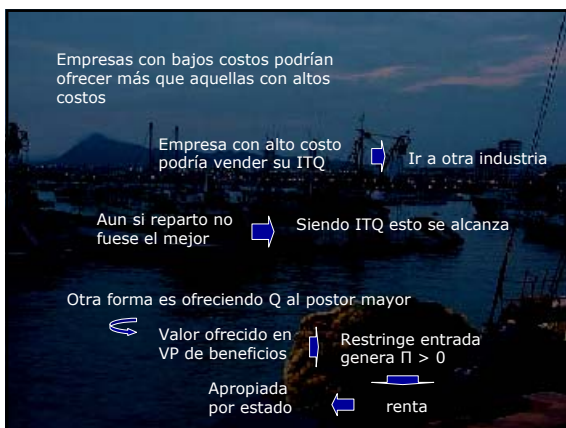 Empresas con bajos costos podrían
ofrecer más que aquellas con altos
costos
Empresa con alto costo
podría vender su ITQ
Ir a otra industria
Aun si reparto no
fuese el mejor
Siendo ITQ esto se alcanza
Otra forma es ofreciendo Q al postor mayor
Valor ofrecido en
VP de beneficios
Restringe entrada
genera Π > 0
Apropiada
por estado
renta